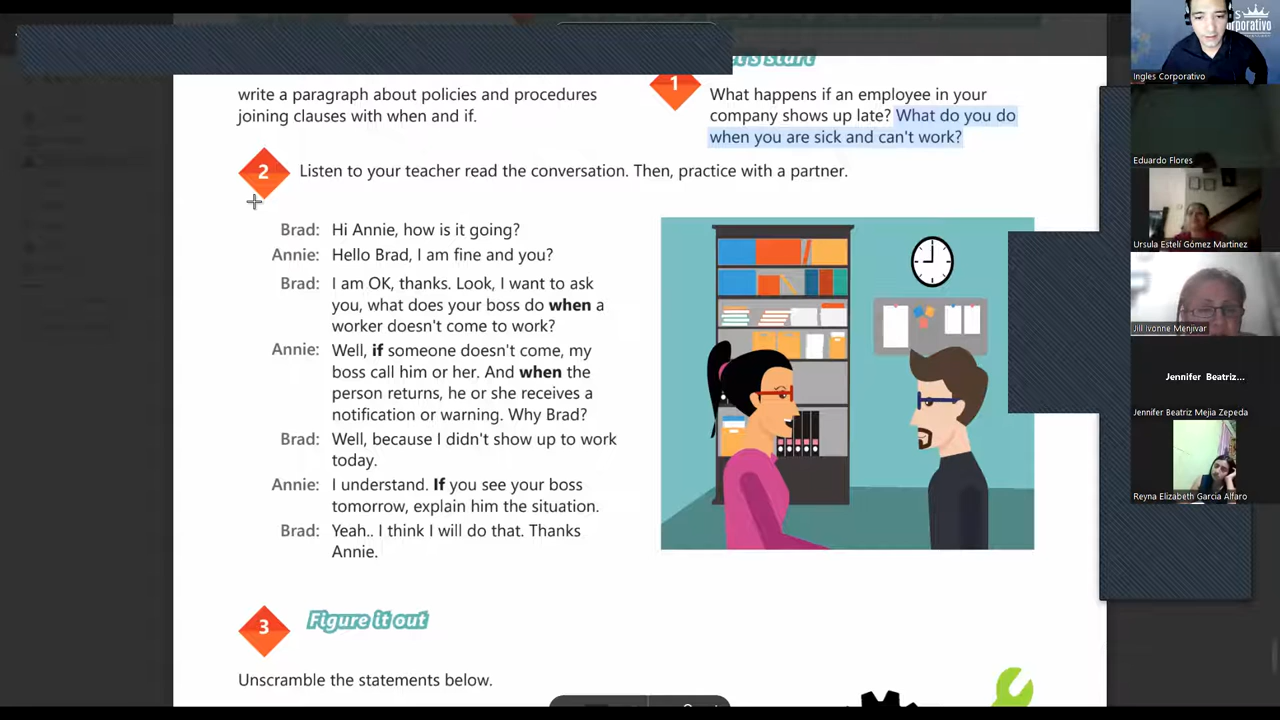 Let's start
write a paragraph about policies and procedures
joining clauses with when and if.
1
What happens if an employee in your
company shows up late? What do you do
when you are sick and can't work?
2
Listen to your teacher read the conversation. Then, practice with a partner.
Brad: Hi Annie, how is it going?
Annie: Hello Brad, I am fine and you?
Brad: I am OK, thanks. Look, I want to ask
you, what does your boss do when a
worker doesn't come to work?
Annie: Well, if someone doesn't come, my
boss call him or her. And when the
person returns, he or she receives a
notification or warning. Why Brad?
Brad: Well, because I didn't show up to work
today.
Annie: I understand. If you see your boss
tomorrow, explain him the situation.
Brad: Yeah.. I think I will do that. Thanks
Annie.
3
Figure it out
Unscramble the statements below.
Corporativo
Ingles Corporativo
Eduardo Flores
Ursula Estelí Gómez Martinez
Jill Ivonne Menjivar
Jennifer Beatriz...
Jennifer Beatriz Mejia Zepeda
Reyna Elizabeth Garcia Alfaro